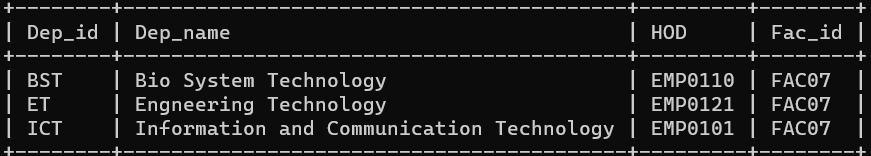 +--------+------------------------------------------+---------+--------+
| Dep_id | Dep_name                                 | HOD     | Fac_id |
+--------+------------------------------------------+---------+--------+
| BST    | Bio System Technology                    | EMP0110 | FAC07  |
| ET     | Engneering Technology                    | EMP0121 | FAC07  |
| ICT    | Information and Communication Technology | EMP0101 | FAC07  |
+--------+------------------------------------------+---------+--------+